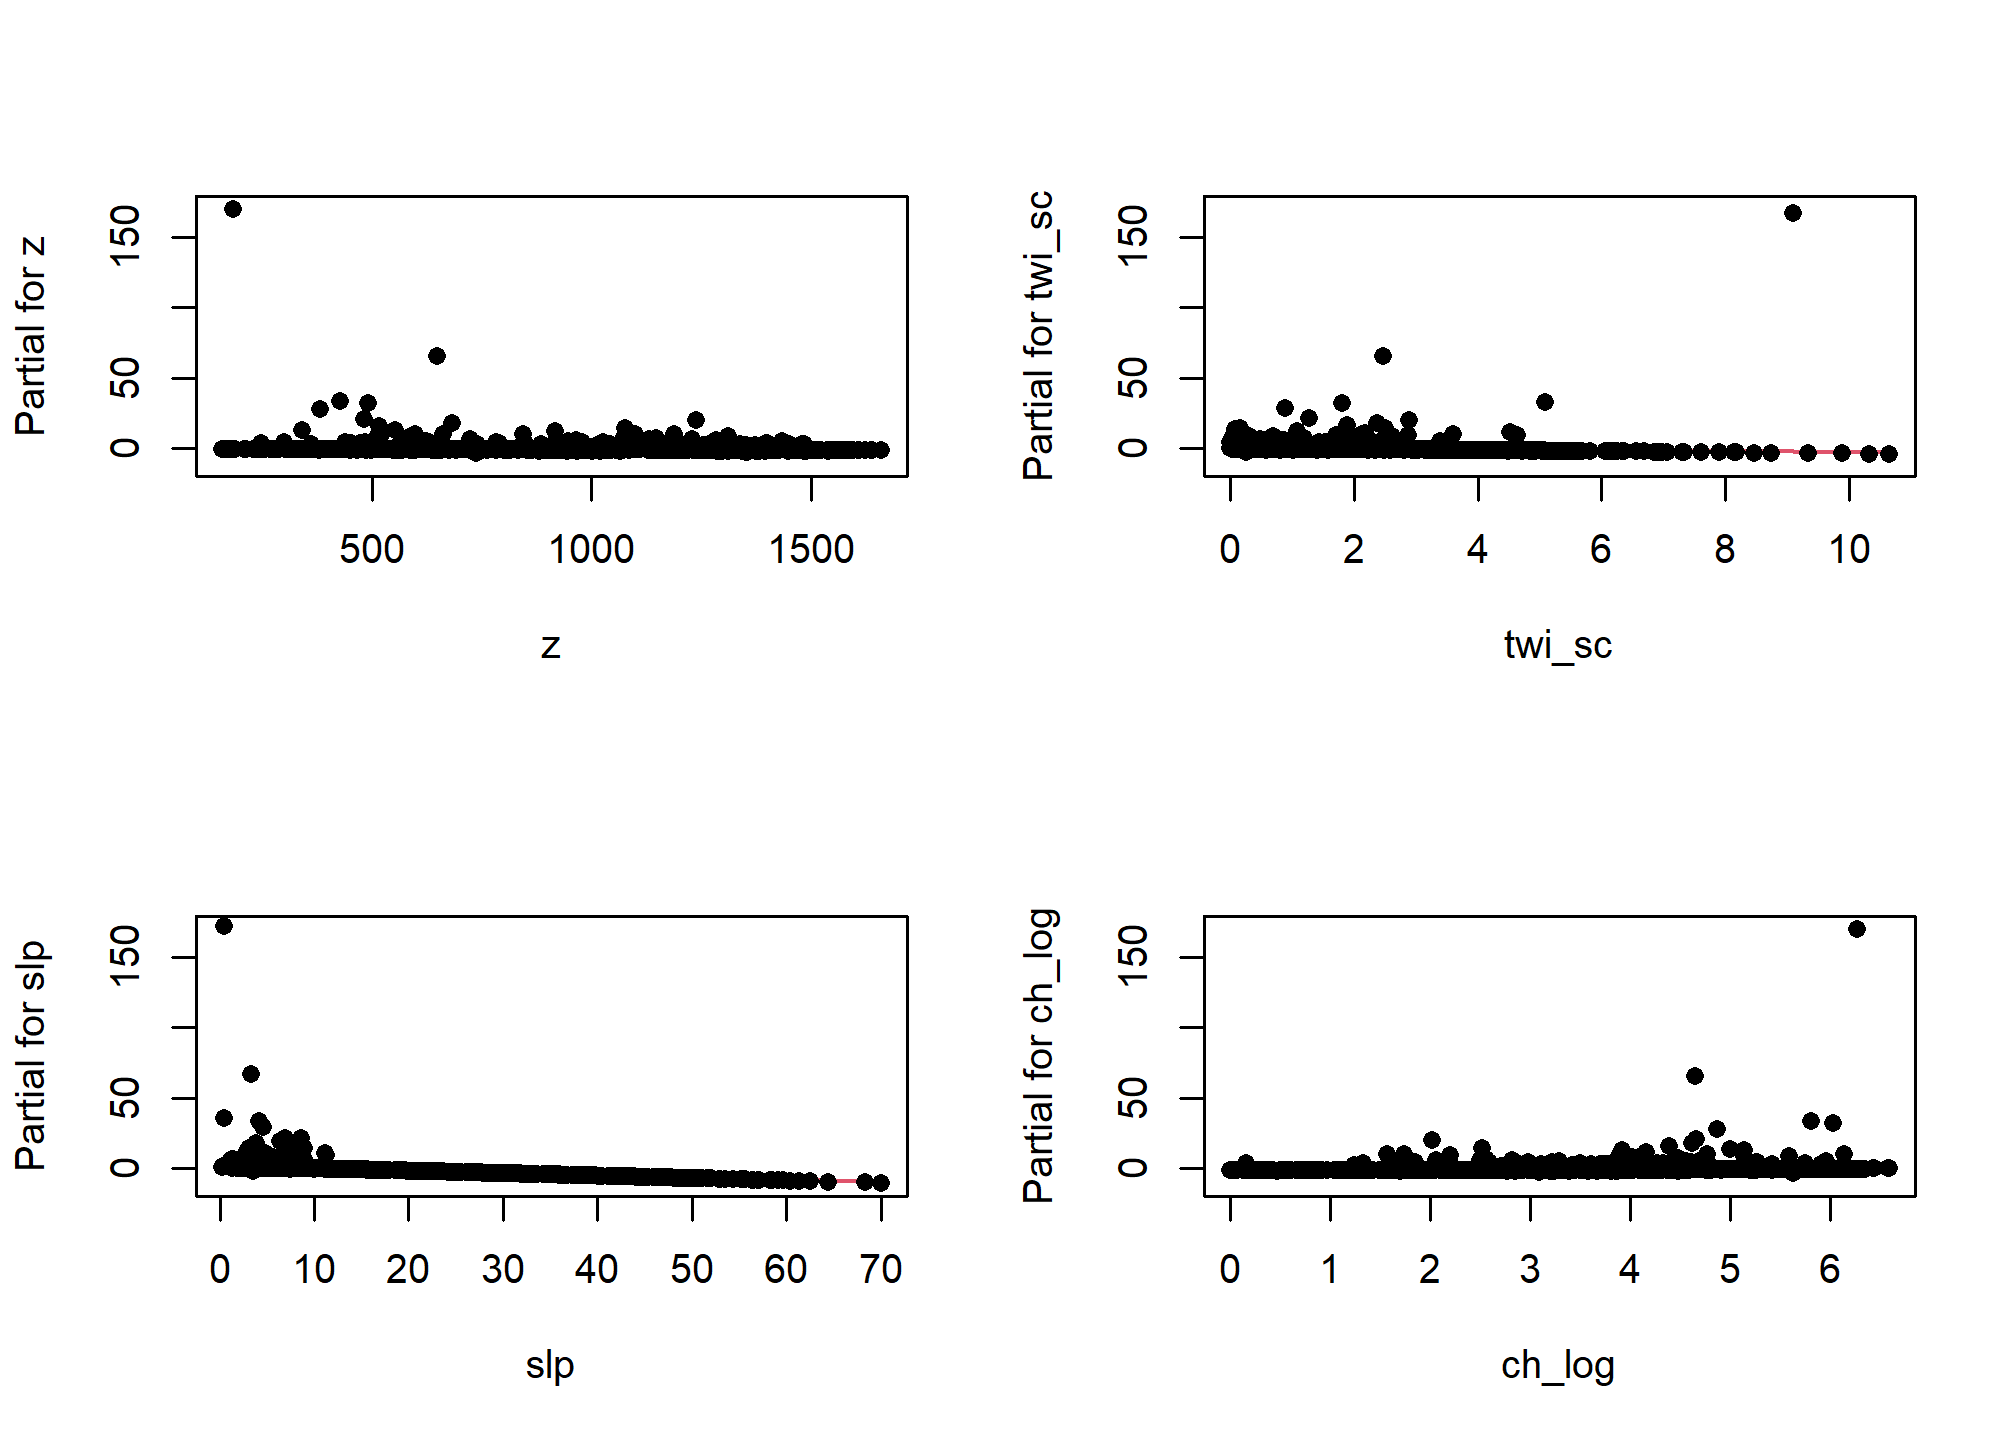 Partial for z
150
50
0
500 1000 1500
z
Partial for twi_sc
150
50
0
0 2 4 6 8 10
twi_sc
Partial for slp
150
50
0
0 10 20 30 40 50 60 70
slp
Partial for ch_log
150
50
0
0 1 2 3 4 5 6
ch_log